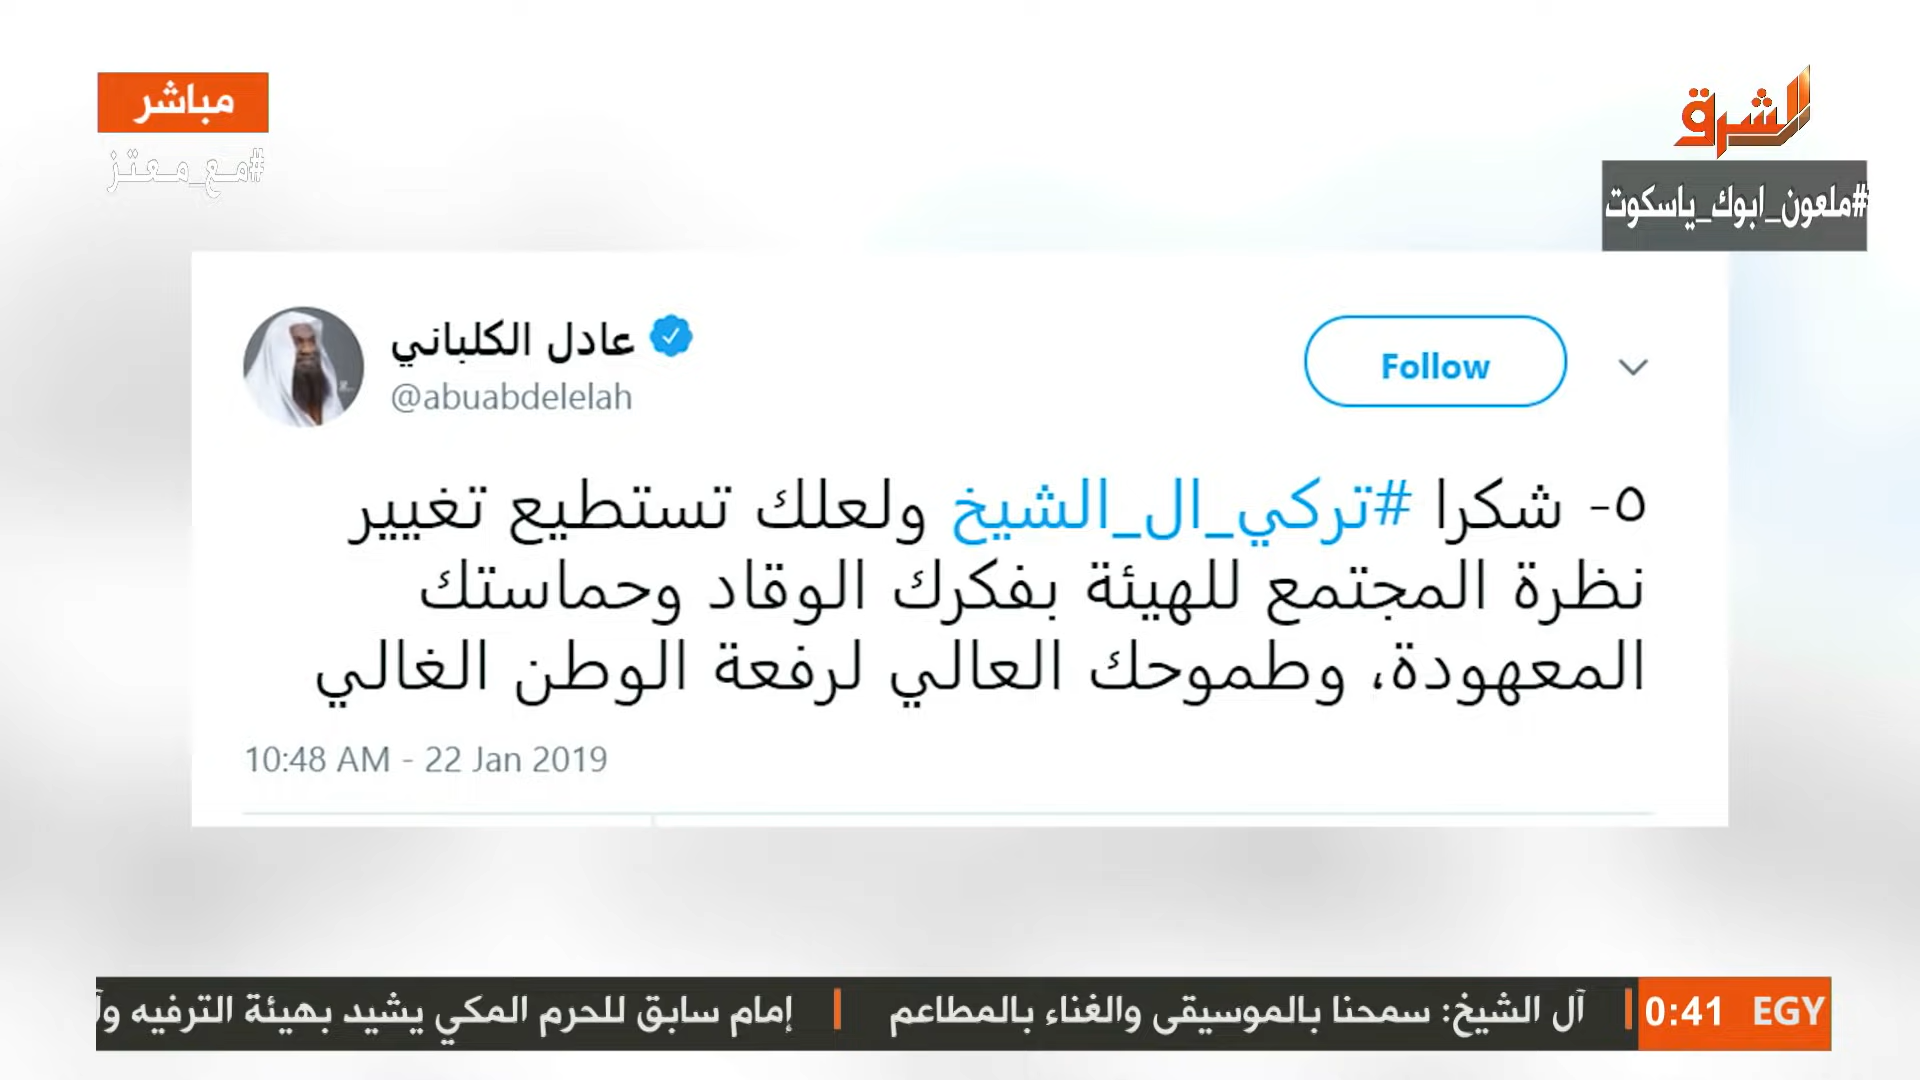 مباشر
#مع_معتز
الشرق
#ملعون_ابوك_ياسكوت
عادل الكلباني
@abuabdelelah
Follow
٥- شكرا #تركي_ال_الشيخ ولعلك تستطيع تغيير
نظرة المجتمع للهيئة بفكرك الوقاد وحماستك
المعهودة، وطموحك العالي لرفعة الوطن الغالي
10:48 AM - 22 Jan 2019
0:41 EGY
آل الشيخ: سمحنا بالموسيقى والغناء بالمطاعم | إمام سابق للحرم المكي يشيد بهيئة الترفيه